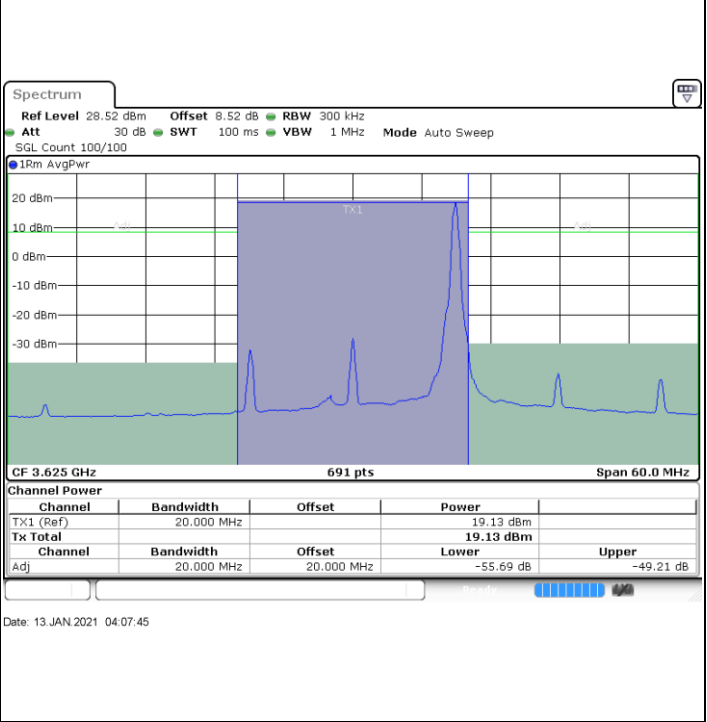 Spectrum
Ref Level 28.52 dBm Offset 8.52 dB RBW 300 kHz
Att 30 dB SWT 100 ms VBW 1 MHz Mode Auto Sweep
SGL Count 100/100
1Rm AvgPwr
20 dBm
TX1
Adj 10 dBm Adj
0 dBm
-10 dBm
-20 dBm
-30 dBm
CF 3.625 GHz 691 pts Span 60.0 MHz
Channel Power
Channel Bandwidth Offset Power
TX1 (Ref) 20.000 MHz 19.13 dBm
Tx Total 19.13 dBm
Channel Bandwidth Offset Lower Upper
Adj 20.000 MHz 20.000 MHz -55.69 dB -49.21 dB
Ready
Date: 13.JAN.2021 04:07:45